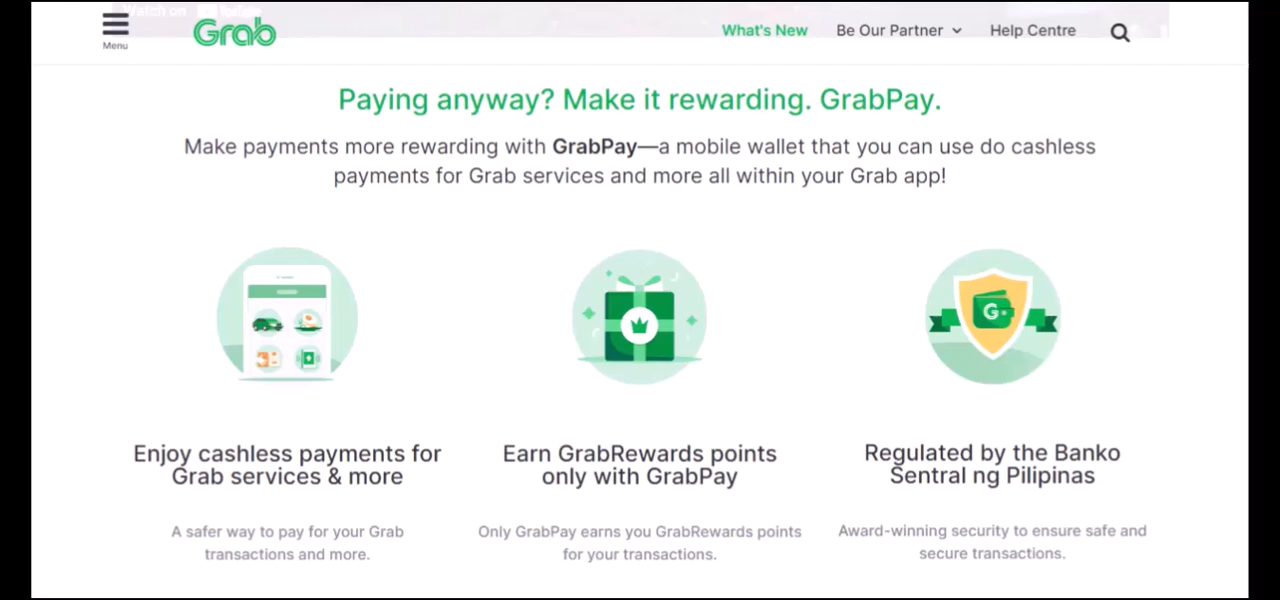 Watch on YouTube
Menu
Grab
What's New
Be Our Partner
Help Centre
Paying anyway? Make it rewarding. GrabPay.
Make payments more rewarding with GrabPay—a mobile wallet that you can use do cashless
payments for Grab services and more all within your Grab app!
G
Enjoy cashless payments for
Grab services & more
Earn GrabRewards points
only with GrabPay
Regulated by the Banko
Sentral ng Pilipinas
A safer way to pay for your Grab
transactions and more.
Only GrabPay earns you GrabRewards points
for your transactions.
Award-winning security to ensure safe and
secure transactions.